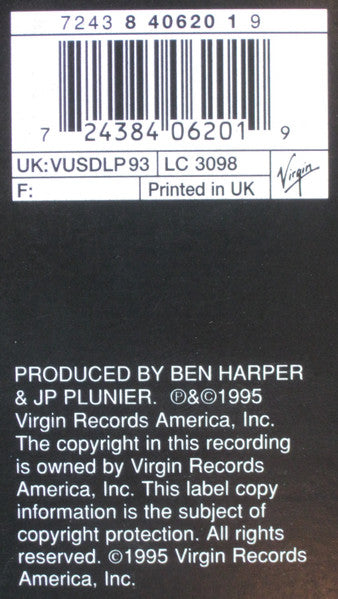 7243 8 40620 1 9
7 24384 06201 9
UK:VUSDLP93 LC 3098 Virgin
F: Printed in UK
PRODUCED BY BEN HARPER
& JP PLUNIER. ℗&©1995
Virgin Records America, Inc.
The copyright in this recording
is owned by Virgin Records
America, Inc. This label copy
information is the subject of
copyright protection. All rights
reserved. ©1995 Virgin Records
America, Inc.